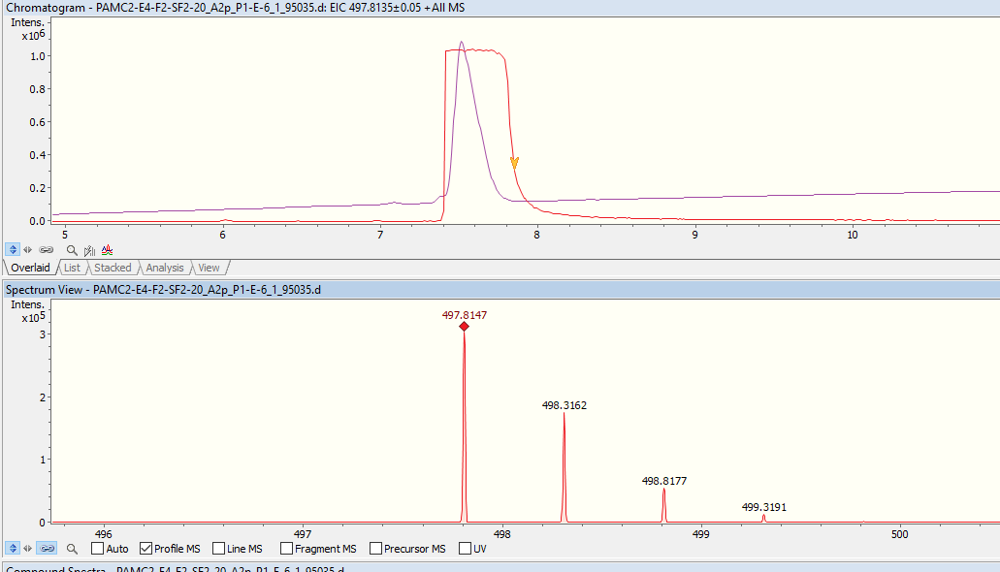 Chromatogram - PAMC2-E4-F2-SF2-20_A2p_P1-E-6_1_95035.d: EIC 497.8135±0.05 +All MS
Intens.
x10⁶
1.0
0.8
0.6
0.4
0.2
0.0
5 6 7 8 9 10
Overlaid List Stacked Analysis View
Spectrum View - PAMC2-E4-F2-SF2-20_A2p_P1-E-6_1_95035.d
Intens.
x10⁵
497.8147
3
498.3162
2
1
498.8177
499.3191
0
496 497 498 499 500
Auto Profile MS Line MS Fragment MS Precursor MS UV
Compound Spectra - PAMC2-E4-F2-SF2-20_A2p_P1-E-6_1_95035.d